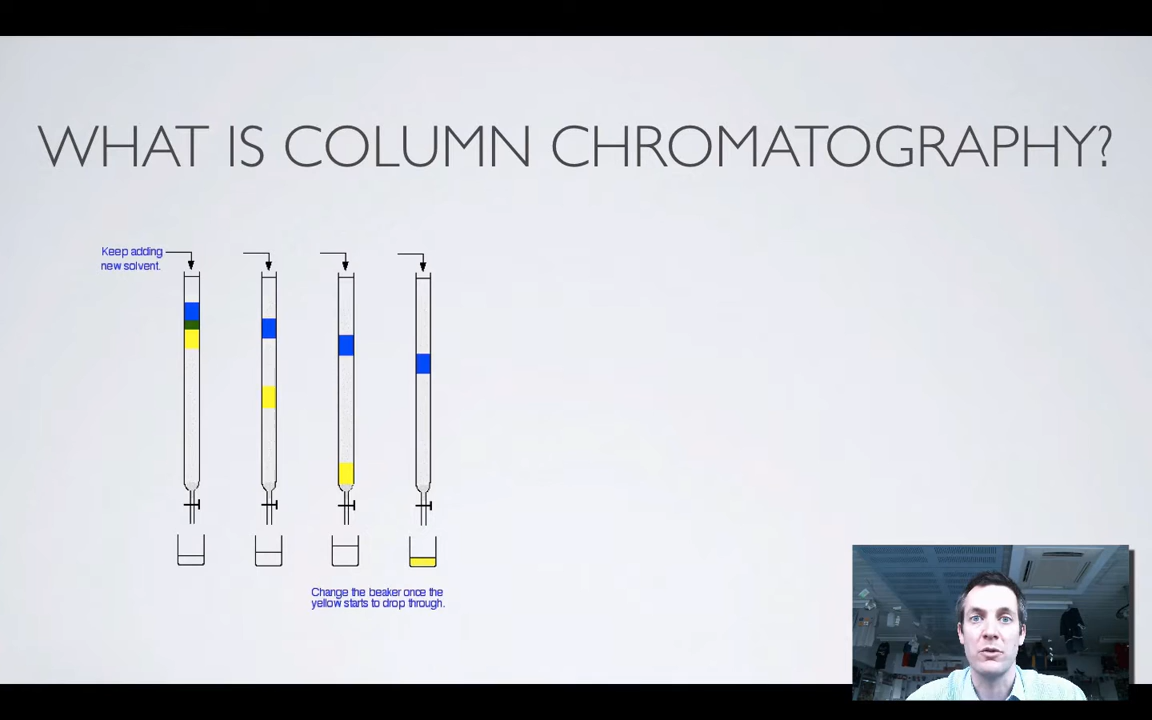 WHAT IS COLUMN CHROMATOGRAPHY?
Keep adding
new solvent.
Change the beaker once the
yellow starts to drop through.